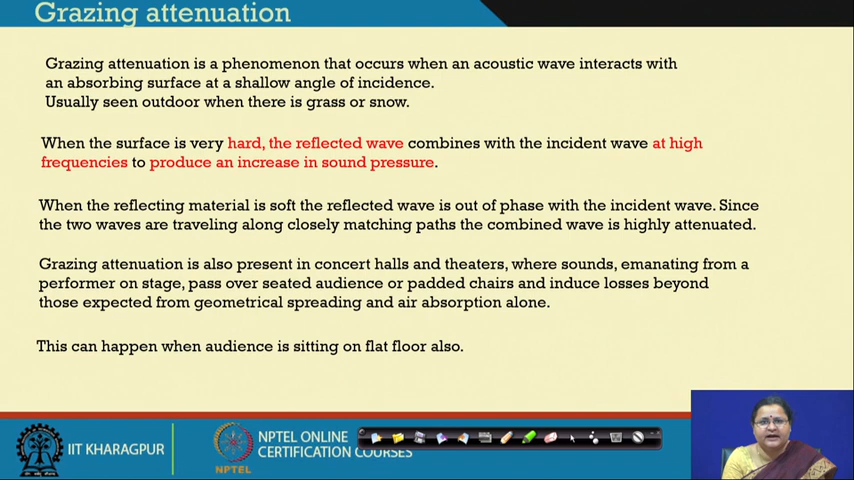 Grazing attenuation
Grazing attenuation is a phenomenon that occurs when an acoustic wave interacts with
an absorbing surface at a shallow angle of incidence.
Usually seen outdoor when there is grass or snow.
When the surface is very hard, the reflected wave combines with the incident wave at high
frequencies to produce an increase in sound pressure.
When the reflecting material is soft the reflected wave is out of phase with the incident wave. Since
the two waves are traveling along closely matching paths the combined wave is highly attenuated.
Grazing attenuation is also present in concert halls and theaters, where sounds, emanating from a
performer on stage, pass over seated audience or padded chairs and induce losses beyond
those expected from geometrical spreading and air absorption alone.
This can happen when audience is sitting on flat floor also.
IIT KHARAGPUR
NPTEL
NPTEL ONLINE
CERTIFICATION COURSES